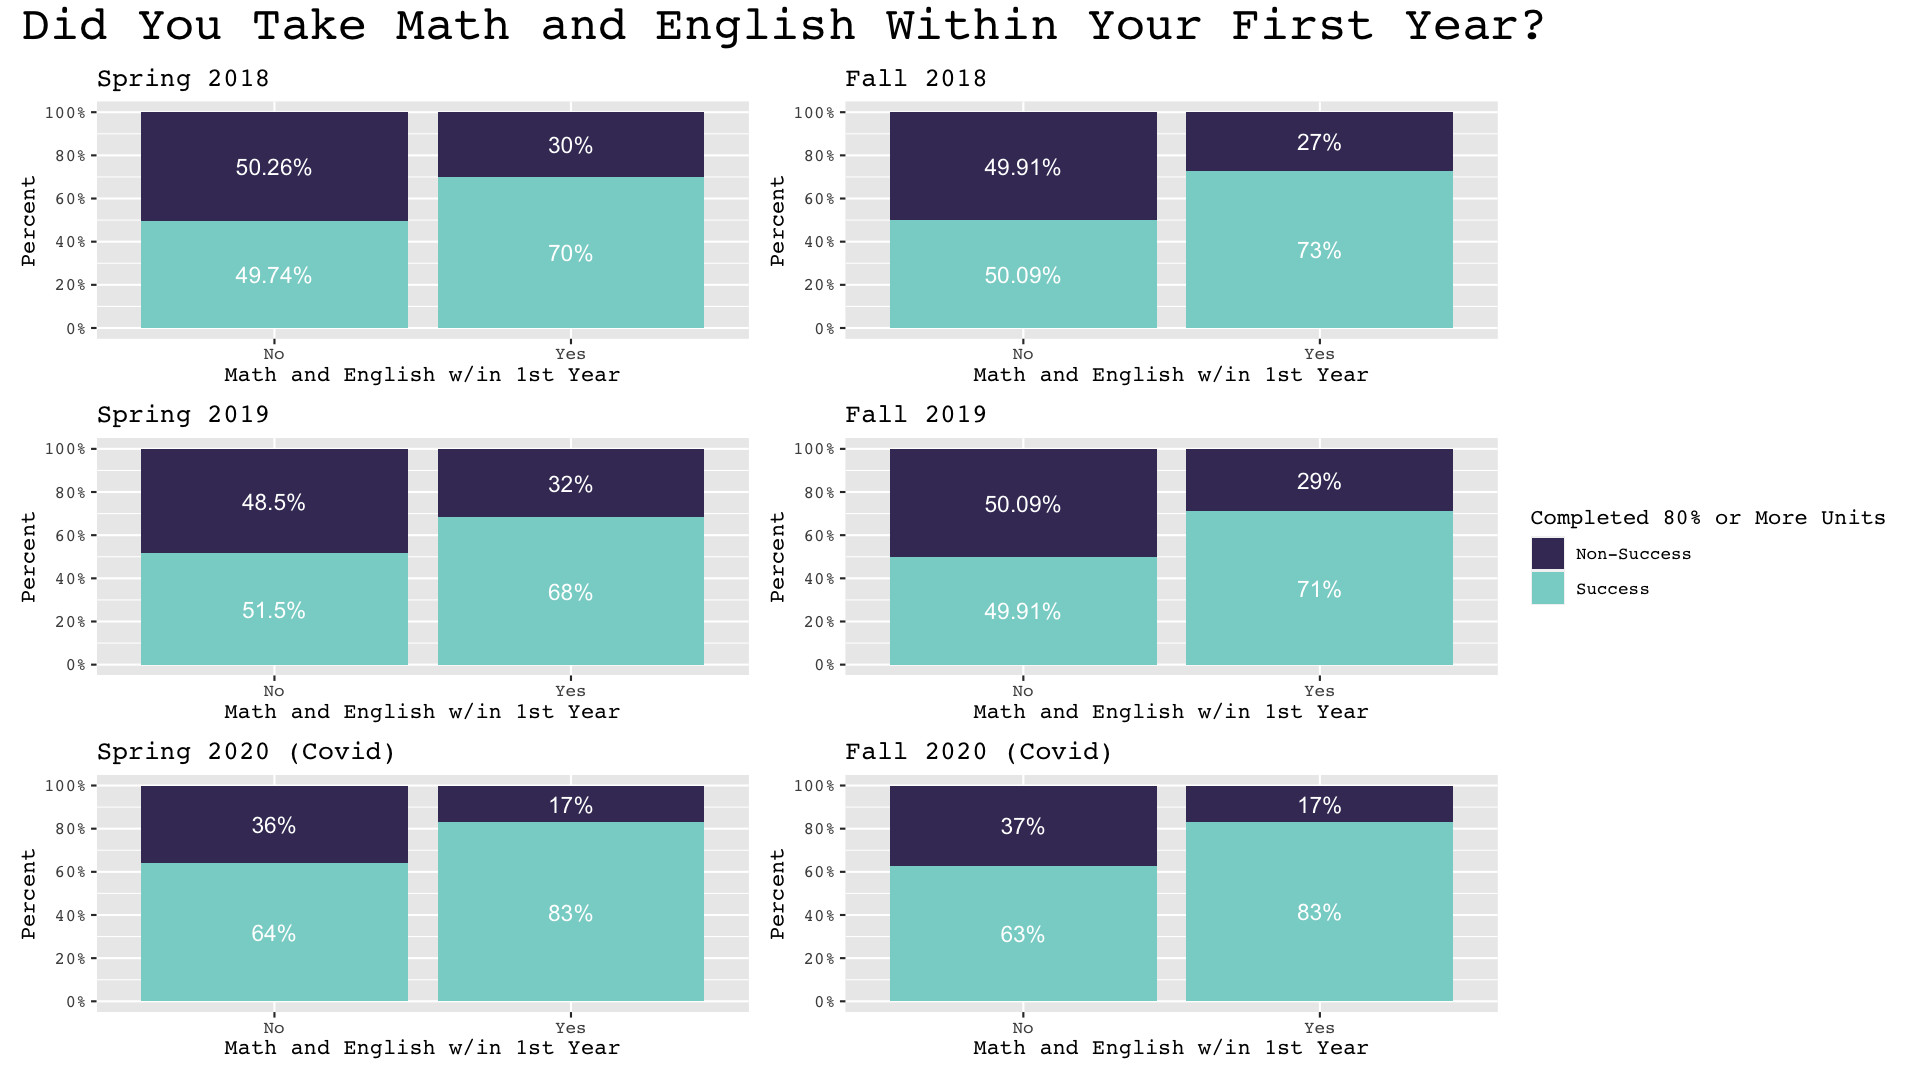 Did You Take Math and English Within Your First Year?
Spring 2018
Percent
100%
80%
60%
40%
20%
0%
50.26%
49.74%
30%
70%
No
Yes
Math and English w/in 1st Year
Fall 2018
Percent
100%
80%
60%
40%
20%
0%
49.91%
50.09%
27%
73%
No
Yes
Math and English w/in 1st Year
Spring 2019
Percent
100%
80%
60%
40%
20%
0%
48.5%
51.5%
32%
68%
No
Yes
Math and English w/in 1st Year
Fall 2019
Percent
100%
80%
60%
40%
20%
0%
50.09%
49.91%
29%
71%
No
Yes
Math and English w/in 1st Year
Completed 80% or More Units
Non-Success
Success
Spring 2020 (Covid)
Percent
100%
80%
60%
40%
20%
0%
36%
64%
17%
83%
No
Yes
Math and English w/in 1st Year
Fall 2020 (Covid)
Percent
100%
80%
60%
40%
20%
0%
37%
63%
17%
83%
No
Yes
Math and English w/in 1st Year